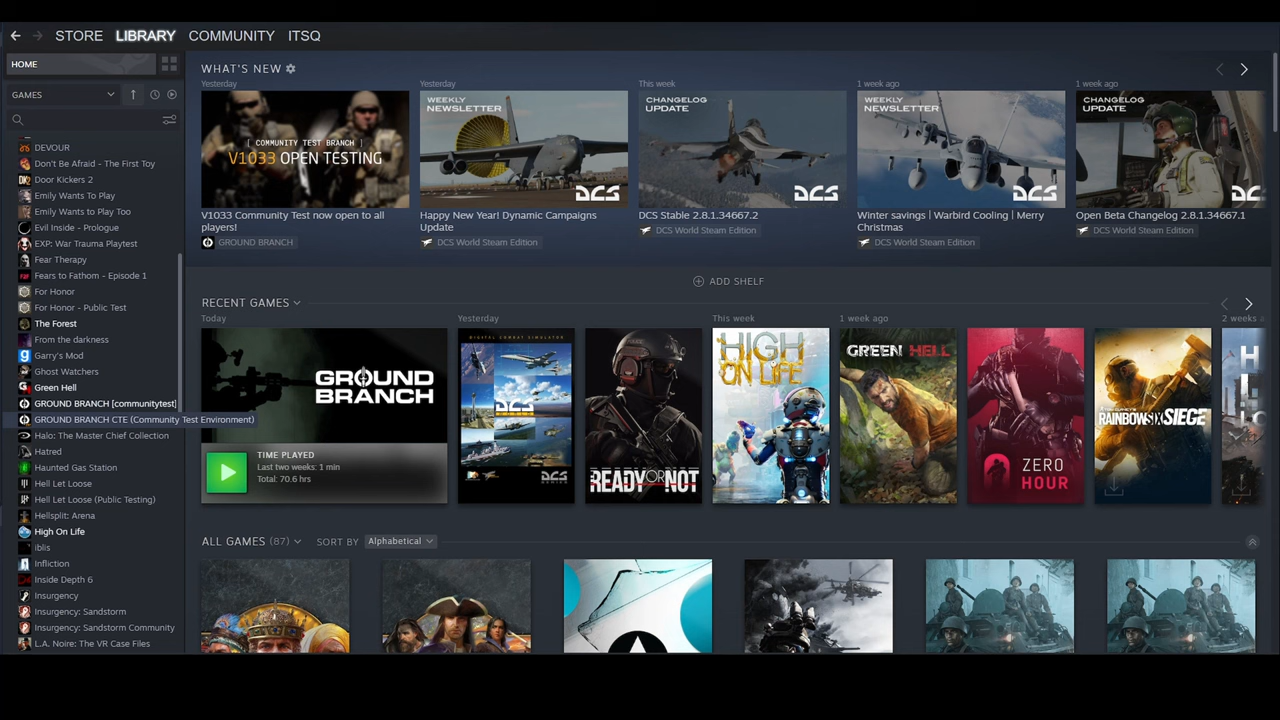 STORE LIBRARY COMMUNITY ITSQ
HOME
GAMES
DEVOUR
Don't Be Afraid - The First Toy
Door Kickers 2
Emily Wants To Play
Emily Wants to Play Too
Evil Inside - Prologue
EXP: War Trauma Playtest
Fear Therapy
Fears to Fathom - Episode 1
For Honor
For Honor - Public Test
The Forest
From the darkness
Garry's Mod
Ghost Watchers
Green Hell
GROUND BRANCH [communitytest]
GROUND BRANCH CTE (Community Test Environment)
Halo: The Master Chief Collection
Hatred
Haunted Gas Station
Hell Let Loose
Hell Let Loose (Public Testing)
Hellsplit: Arena
High On Life
iblis
Infliction
Inside Depth 6
Insurgency
Insurgency: Sandstorm
Insurgency: Sandstorm Community
L.A. Noire: The VR Case Files
WHAT'S NEW
Yesterday
[ COMMUNITY TEST BRANCH ]
V1033 OPEN TESTING
V1033 Community Test now open to all
players!
GROUND BRANCH
Yesterday
WEEKLY
NEWSLETTER
DCS
Happy New Year! Dynamic Campaigns
Update
DCS World Steam Edition
This week
CHANGELOG
UPDATE
DCS
DCS Stable 2.8.1.34667.2
DCS World Steam Edition
1 week ago
WEEKLY
NEWSLETTER
DCS
Winter savings | Warbird Cooling | Merry
Christmas
DCS World Steam Edition
1 week ago
CHANGELOG
UPDATE
DC
Open Beta Changelog 2.8.1.34667.1
DCS World Steam Edition
ADD SHELF
RECENT GAMES
Today
GROUND
BRANCH
TIME PLAYED
Last two weeks: 1 min
Total: 70.6 hrs
Yesterday
DIGITAL COMBAT SIMULATOR
DCS
READY OR NOT
This week
HIGH
ON LIFE
1 week ago
GREEN HELL
ZERO
HOUR
RAINBOW SIX SIEGE
2 weeks a
H
L
ALL GAMES (87) SORT BY Alphabetical